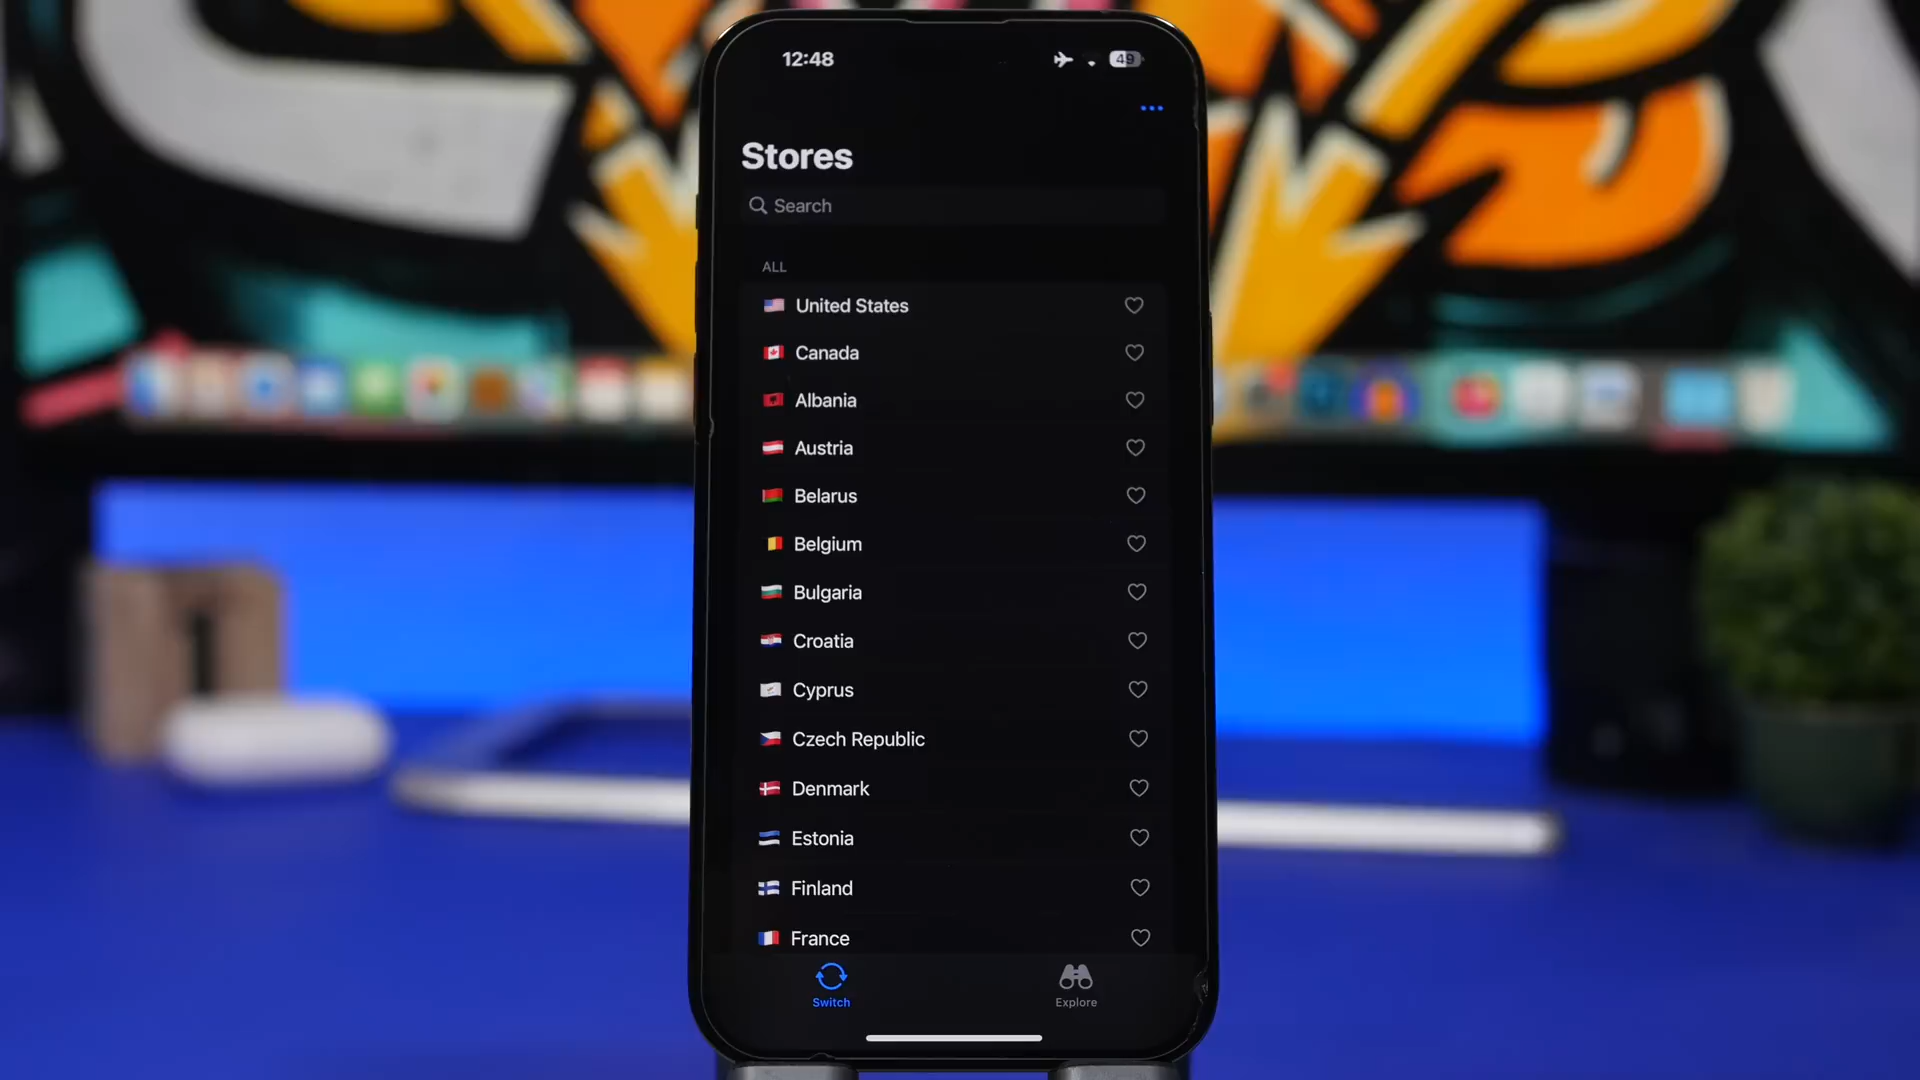 12:48
49
Stores
Search
ALL
United States
Canada
Albania
Austria
Belarus
Belgium
Bulgaria
Croatia
Cyprus
Czech Republic
Denmark
Estonia
Finland
France
Switch
Explore